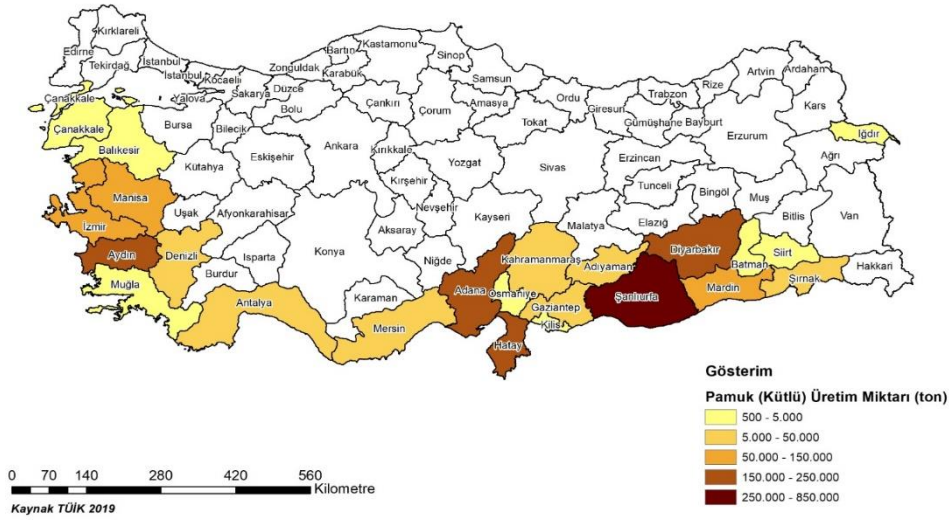 Kırklareli
Edirne
Tekirdağ
İstanbul
İstanbul
Kocaeli
Yalova
Sakarya
Düzce
Zonguldak
Bartın
Karabük
Kastamonu
Sinop
Samsun
Ordu
Giresun
Trabzon
Rize
Artvin
Ardahan
Kars
Çanakkale
Çanakkale
Balıkesir
Bursa
Bilecik
Bolu
Çankırı
Çorum
Amasya
Tokat
Gümüşhane
Bayburt
Erzurum
Iğdır
Ağrı
Kütahya
Eskişehir
Ankara
Kırıkkale
Yozgat
Sivas
Erzincan
Tunceli
Bingöl
Muş
Bitlis
Van
Manisa
İzmir
Uşak
Afyonkarahisar
Kırşehir
Nevşehir
Kayseri
Malatya
Elazığ
Aksaray
Konya
Niğde
Aydın
Denizli
Isparta
Burdur
Muğla
Antalya
Karaman
Mersin
Adana
Osmaniye
Kahramanmaraş
Adıyaman
Gaziantep
Kilis
Hatay
Şanlıurfa
Diyarbakır
Batman
Siirt
Mardin
Şırnak
Hakkari
Gösterim
Pamuk (Kütlü) Üretim Miktarı (ton)
500 - 5.000
5.000 - 50.000
50.000 - 150.000
150.000 - 250.000
250.000 - 850.000
0 70 140 280 420 560
Kilometre
Kaynak TÜİK 2019